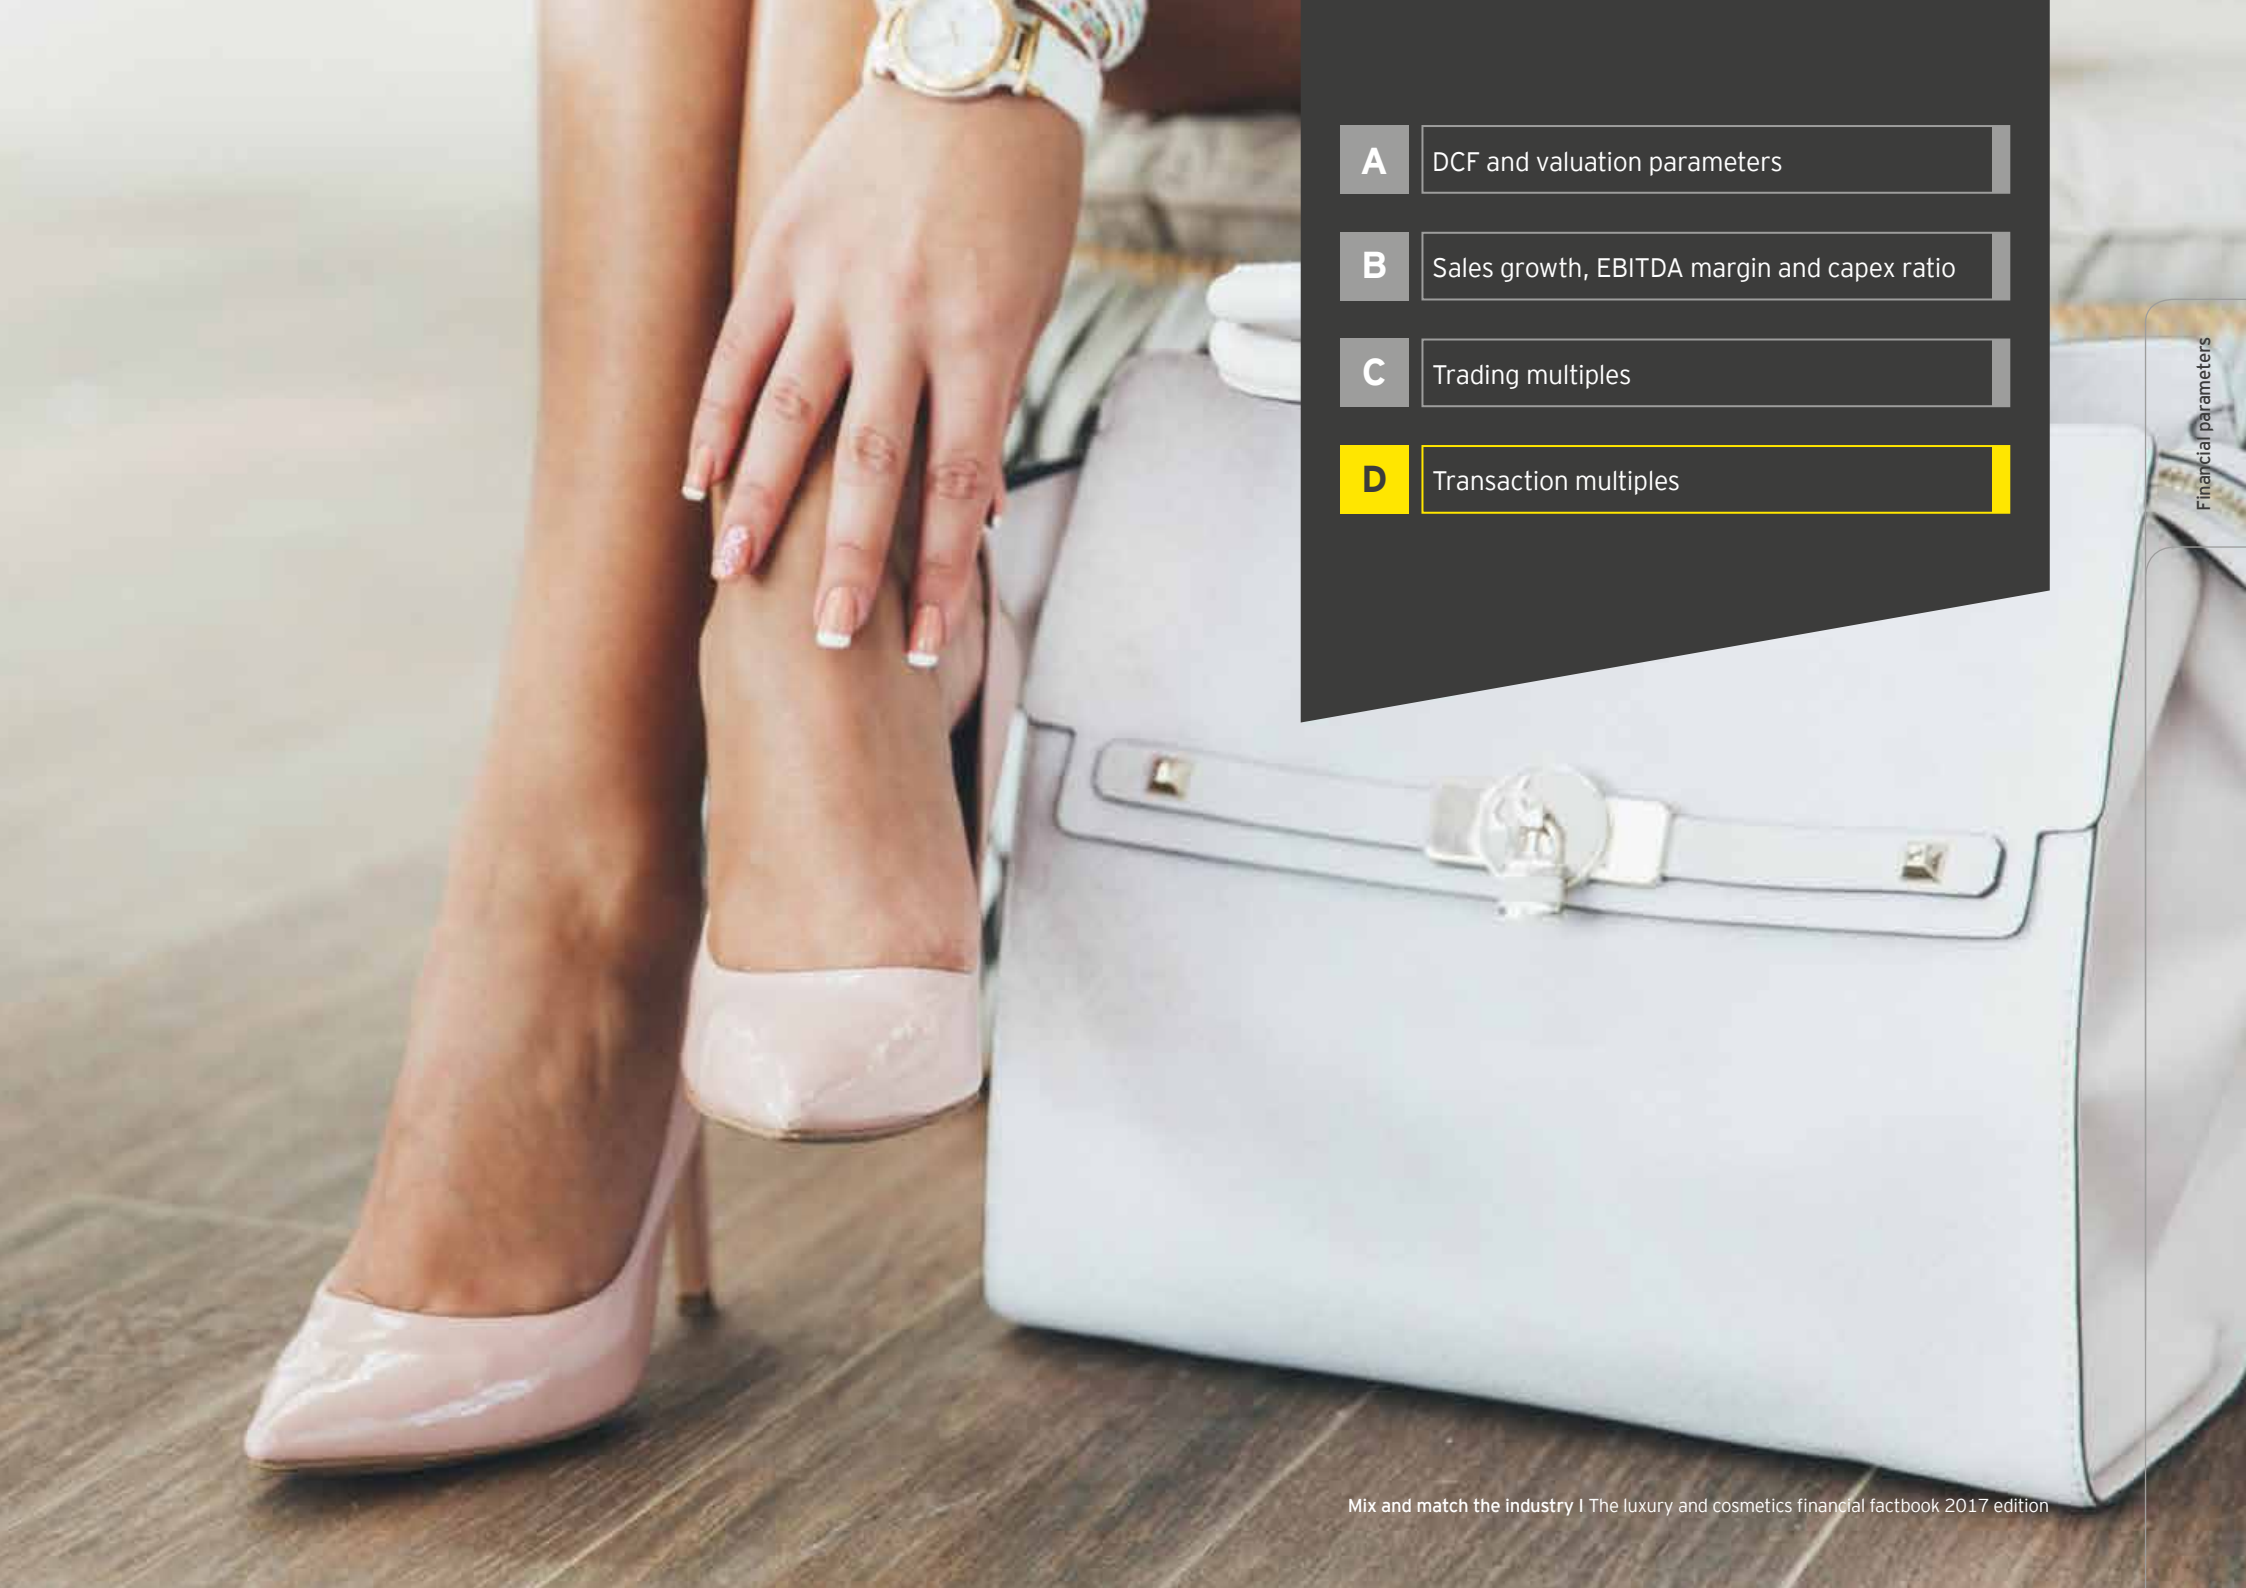 A
DCF and valuation parameters
B
Sales growth, EBITDA margin and capex ratio
C
Trading multiples
D
Transaction multiples
Financial parameters
Mix and match the industry I The luxury and cosmetics financial factbook 2017 edition